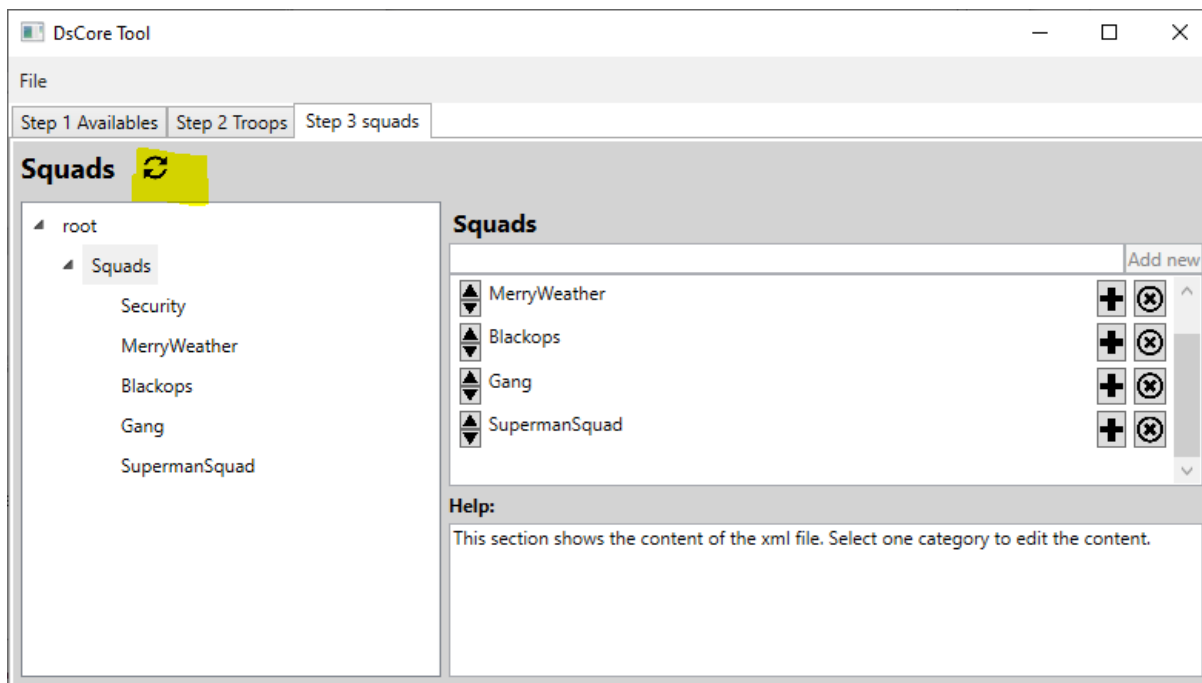 DsCore Tool
File
Step 1 Availables Step 2 Troops Step 3 squads
Squads
root
Squads
Security
MerryWeather
Blackops
Gang
SupermanSquad
Squads
Add new
MerryWeather
Blackops
Gang
SupermanSquad
Help:
This section shows the content of the xml file. Select one category to edit the content.